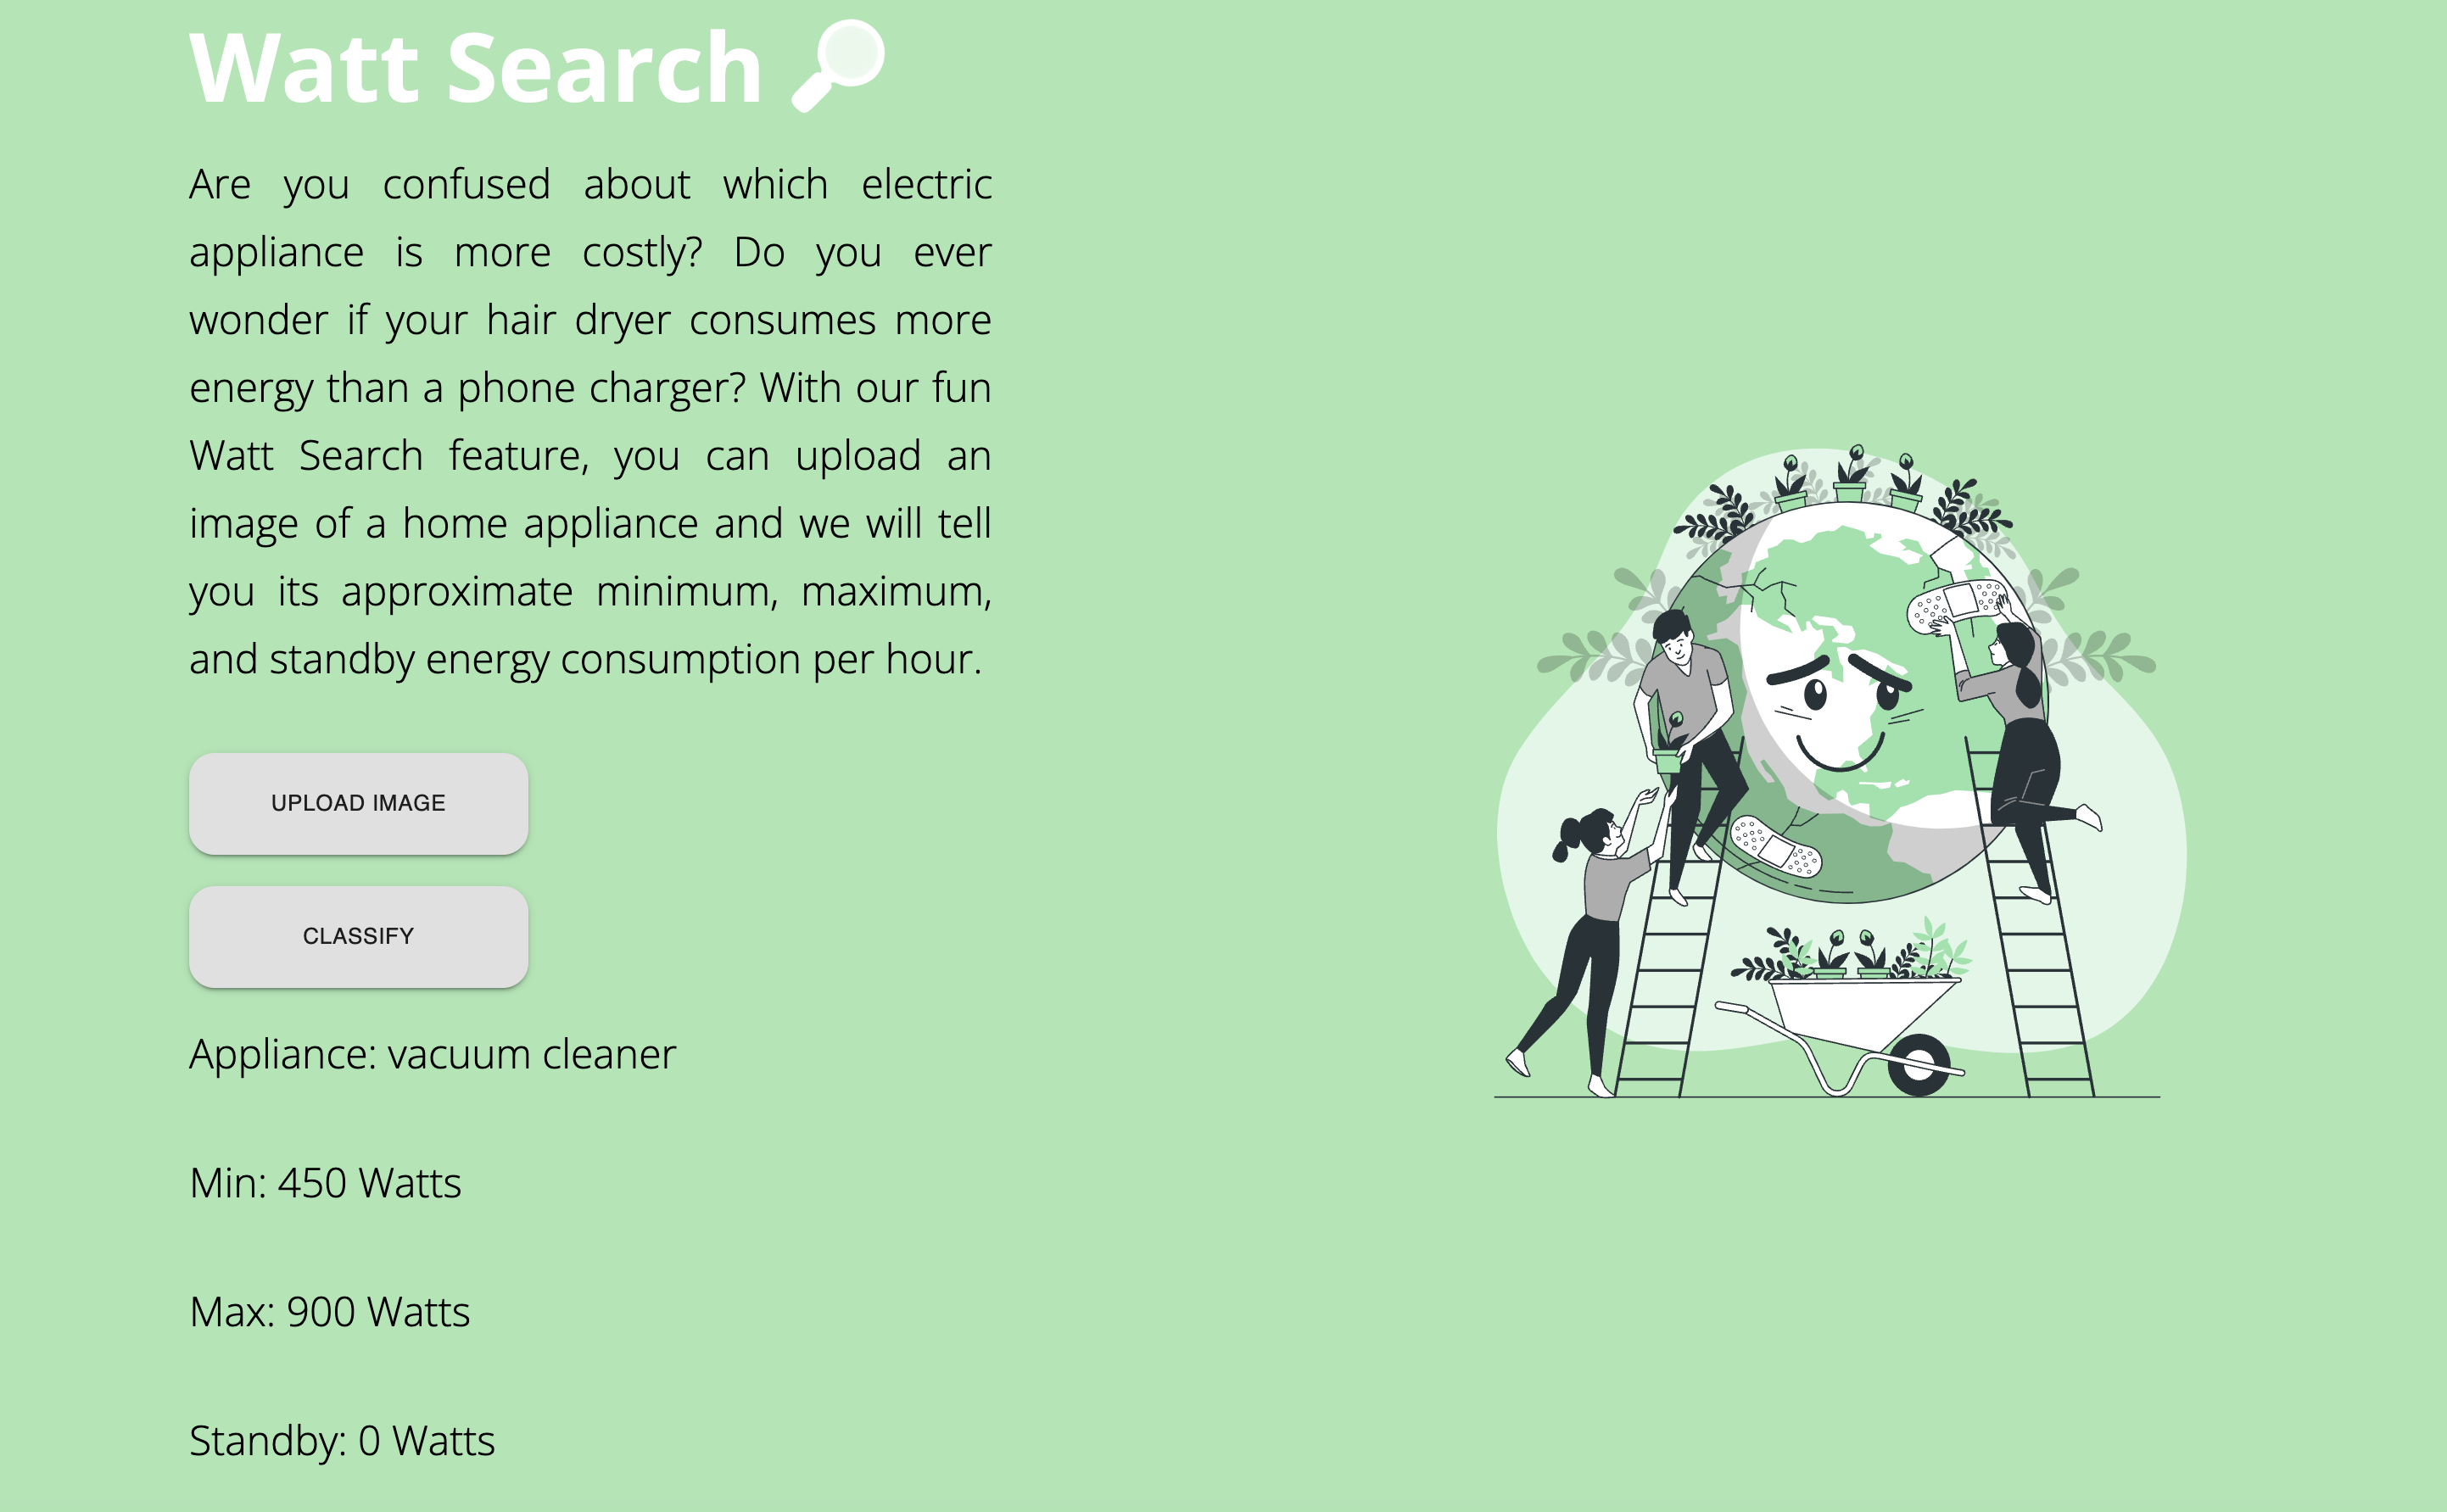 Watt Search
Are you confused about which electric
appliance is more costly? Do you ever
wonder if your hair dryer consumes more
energy than a phone charger? With our fun
Watt Search feature, you can upload an
image of a home appliance and we will tell
you its approximate minimum, maximum,
and standby energy consumption per hour.
UPLOAD IMAGE
CLASSIFY
Appliance: vacuum cleaner
Min: 450 Watts
Max: 900 Watts
Standby: 0 Watts